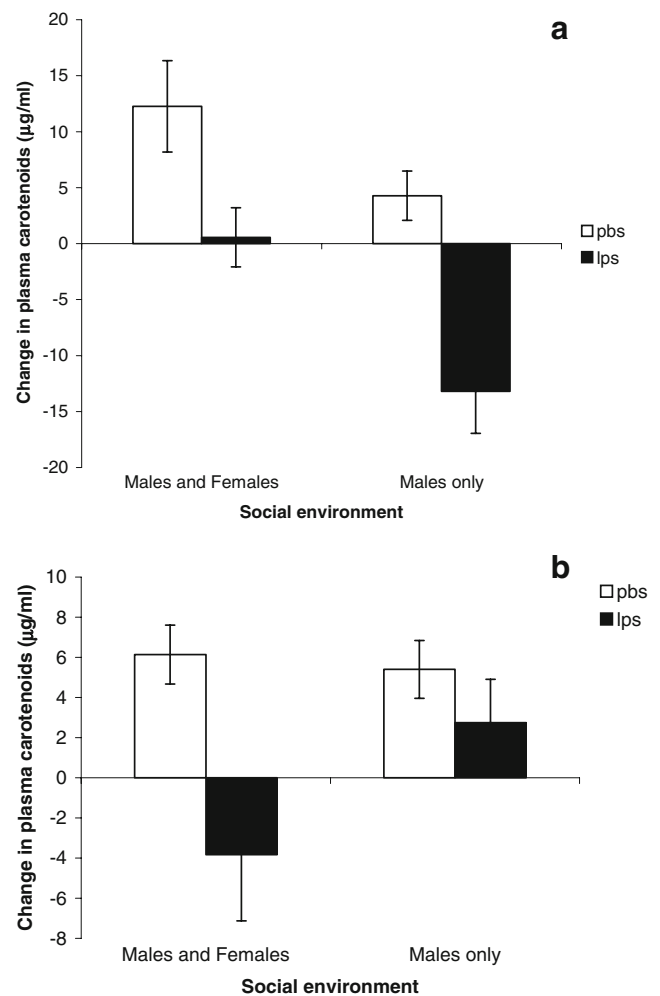 a
20
15
10
5
0
-5
-10
-15
-20
Change in plasma carotenoids (µg/ml)
pbs
lps
Males and Females Males only
Social environment
b
10
8
6
4
2
0
-2
-4
-6
-8
Change in plasma carotenoids (µg/ml)
pbs
lps
Males and Females Males only
Social environment